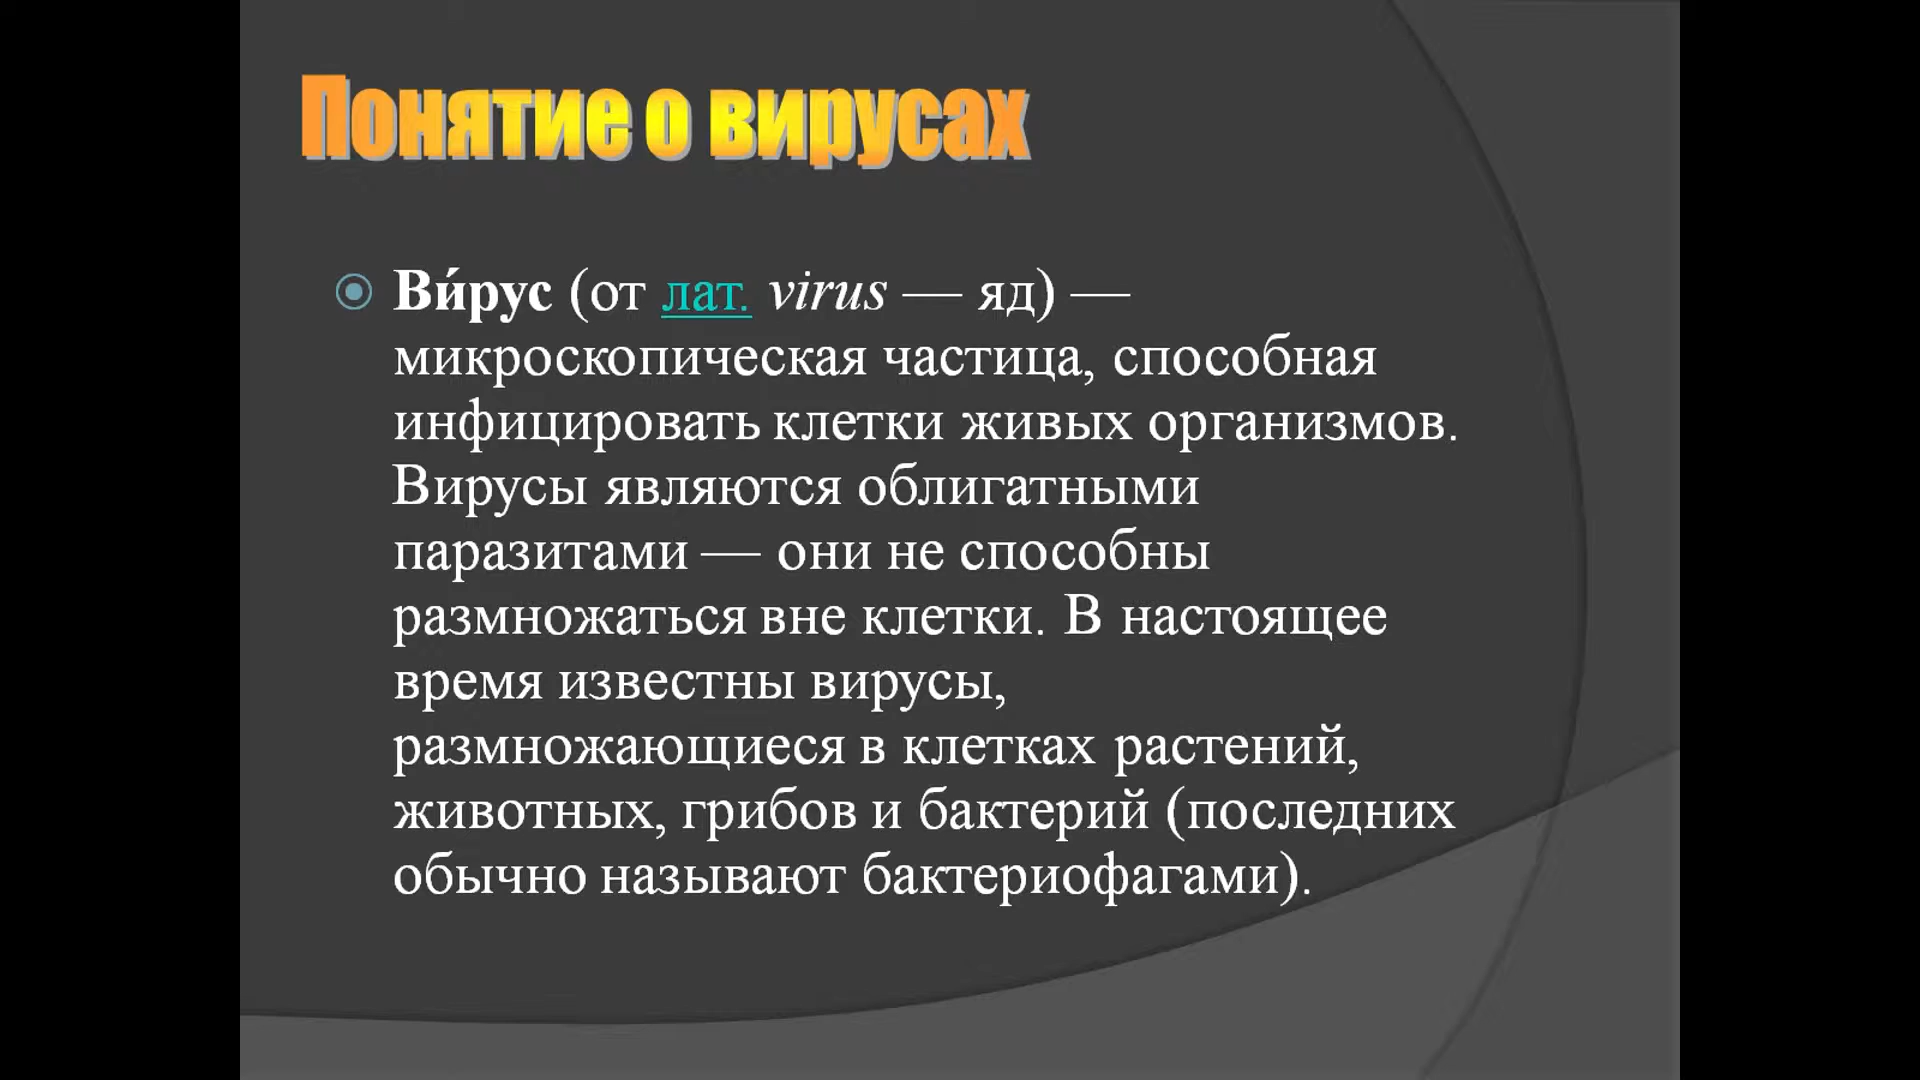 Понятие о вирусах
Ви́рус (от лат. virus — яд) —
микроскопическая частица, способная
инфицировать клетки живых организмов.
Вирусы являются облигатными
паразитами — они не способны
размножаться вне клетки. В настоящее
время известны вирусы,
размножающиеся в клетках растений,
животных, грибов и бактерий (последних
обычно называют бактериофагами).